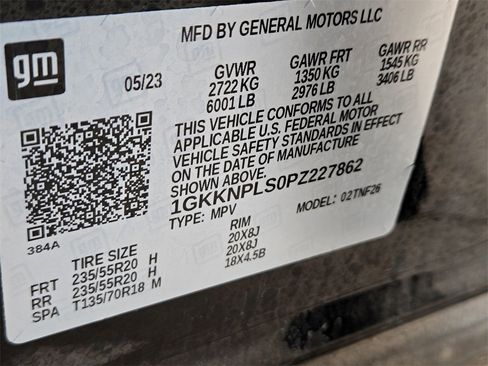 MFD BY GENERAL MOTORS LLC
gm
05/23
GVWR
2722 KG
6001 LB
GAWR FRT
1350 KG
2976 LB
GAWR RR
1545 KG
3406 LB
THIS VEHICLE CONFORMS TO ALL
APPLICABLE U.S. FEDERAL MOTOR
VEHICLE SAFETY STANDARDS IN EFFECT
ON THE DATE OF MANUFACTURE
SHOWN ABOVE.
1GKKNPLS0PZ227862
TYPE: MPV
MODEL: 02TNF26
384A
TIRE SIZE RIM
FRT 235/55R20 H 20X8J
RR 235/55R20 H 20X8J
SPA T135/70R18 M 18X4.5B